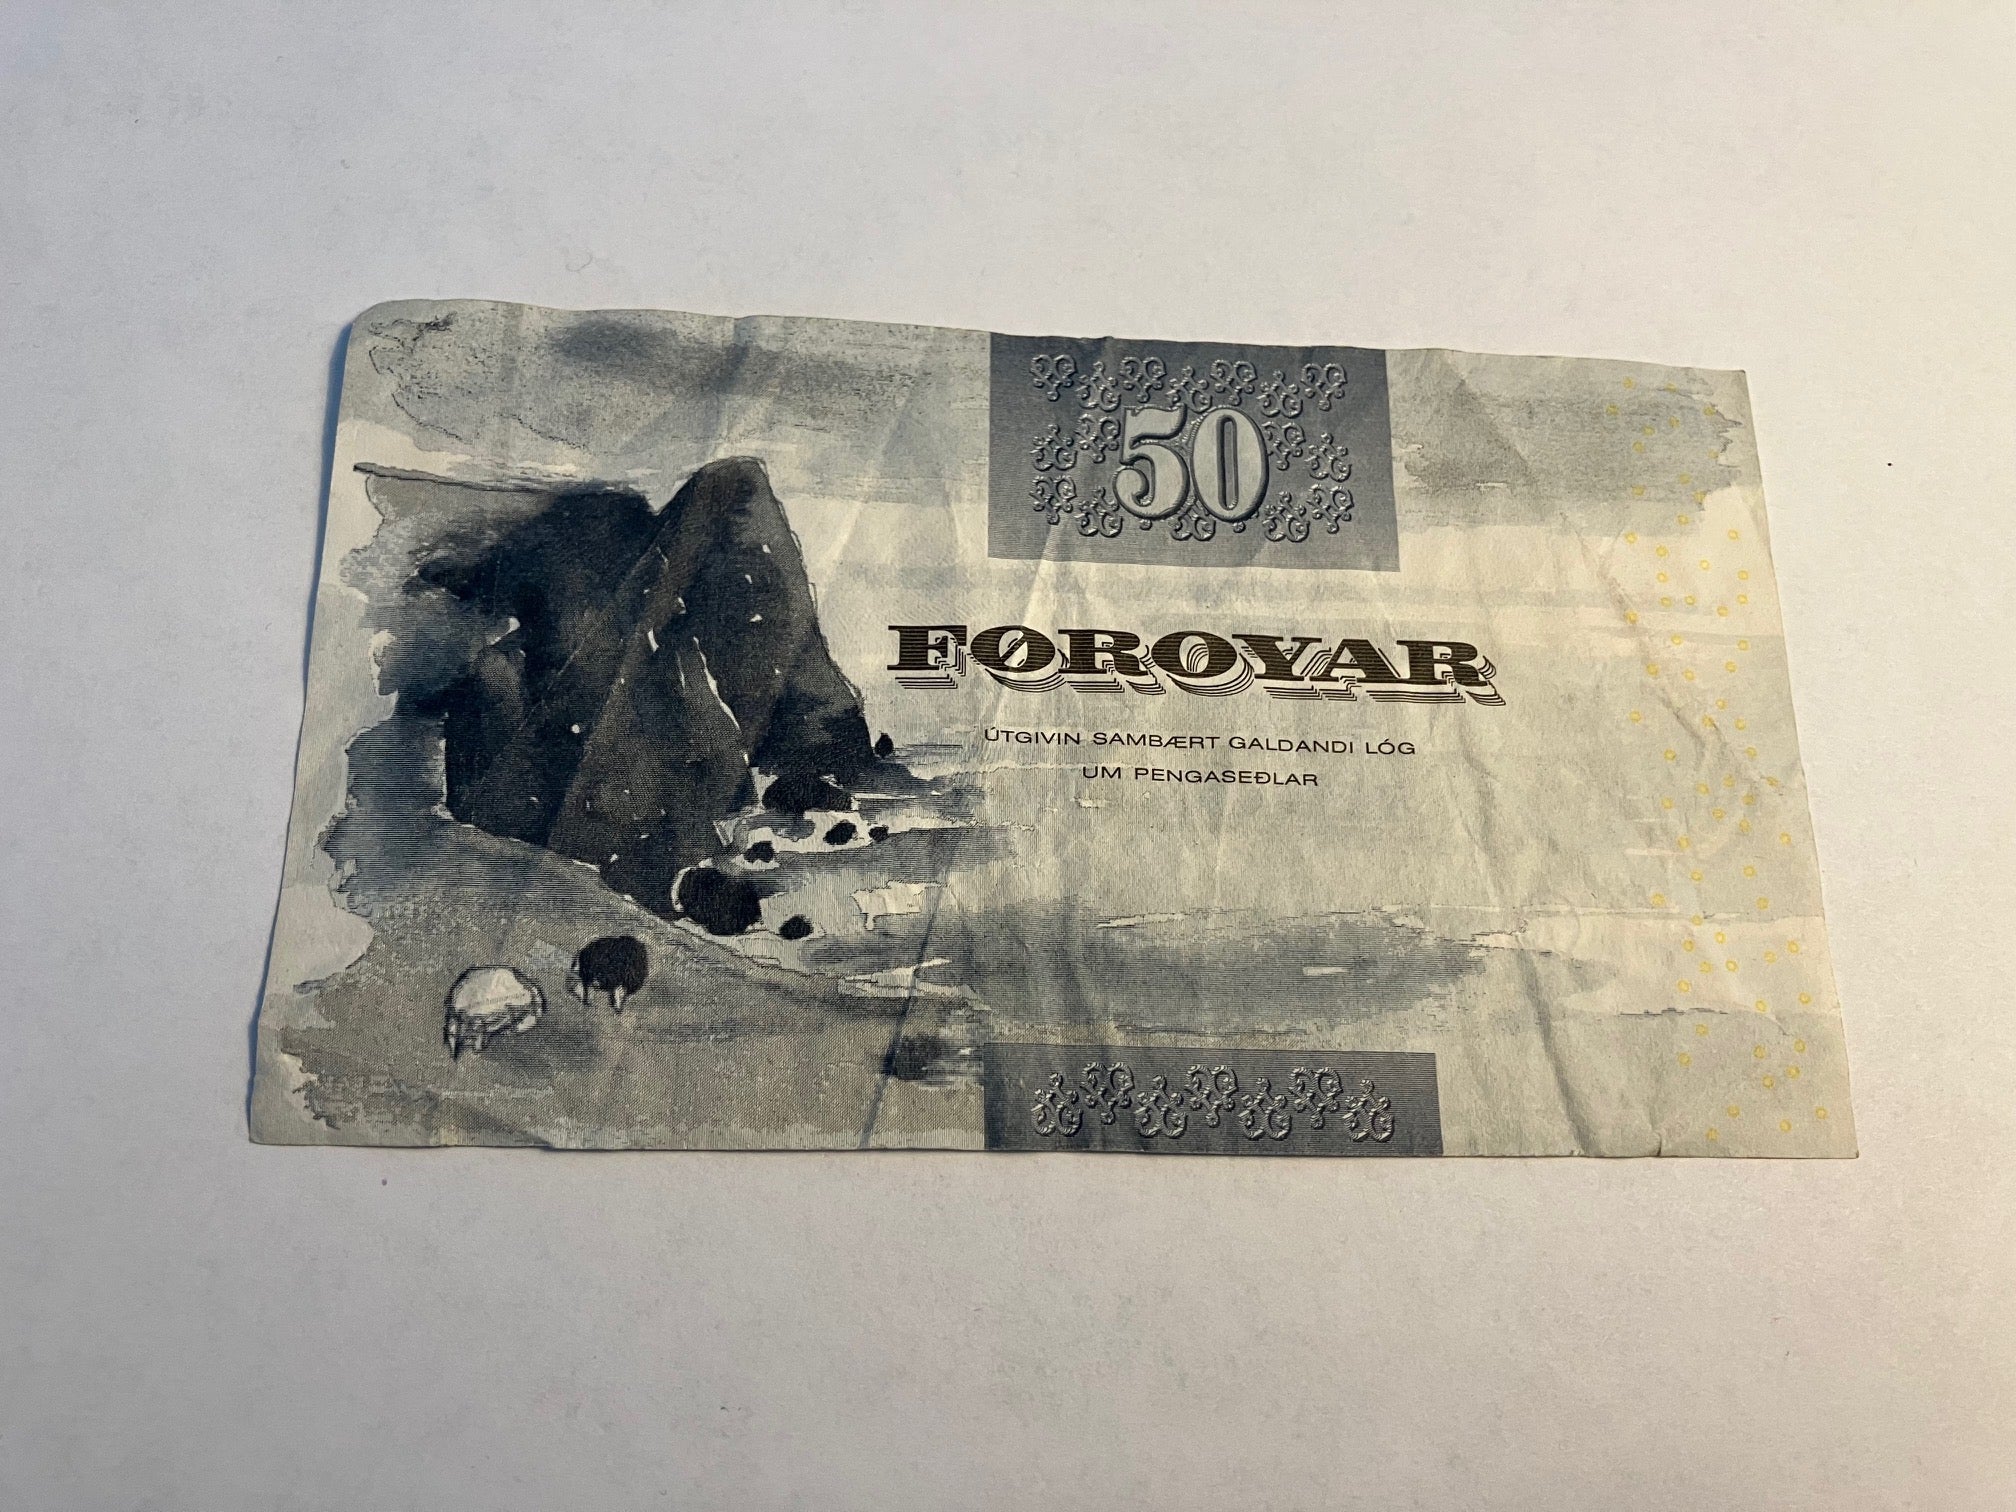 50
FØROYAR
ÚTGIVIN SAMBÆRT GALDANDI LÓG
UM PENGASEÐLAR